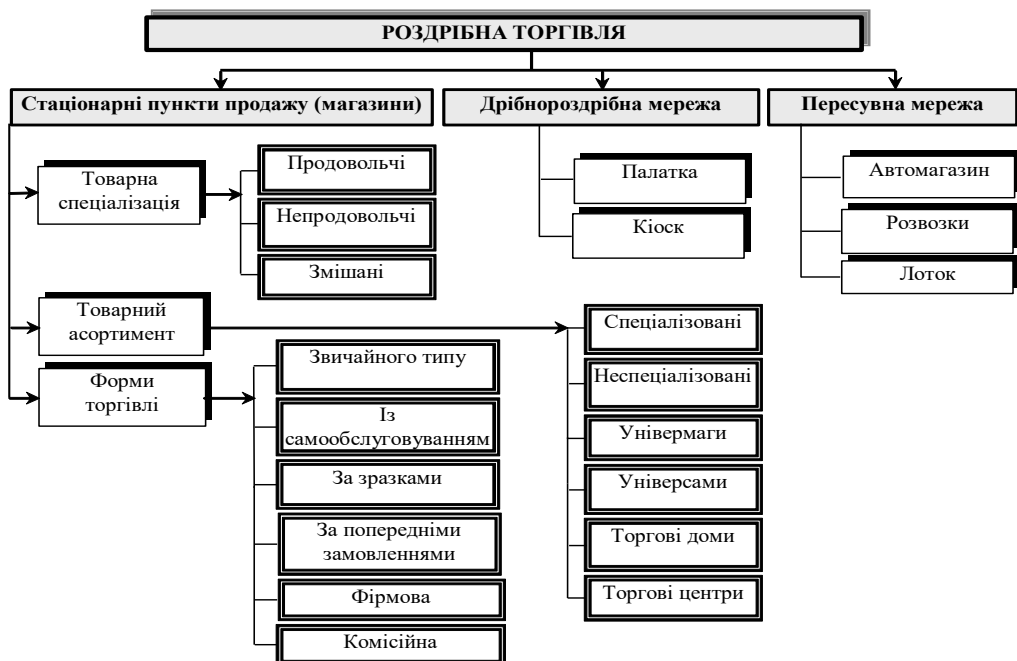 РОЗДРІБНА ТОРГІВЛЯ
Стаціонарні пункти продажу (магазини)
Дрібнороздрібна мережа
Пересувна мережа
Товарна
спеціалізація
Продовольчі
Непродовольчі
Змішані
Палатка
Кіоск
Автомагазин
Розвозки
Лоток
Товарний
асортимент
Спеціалізовані
Неспеціалізовані
Універмаги
Універсами
Торгові доми
Торгові центри
Форми
торгівлі
Звичайного типу
Із
самообслуговуванням
За зразками
За попередніми
замовленнями
Фірмова
Комісійна